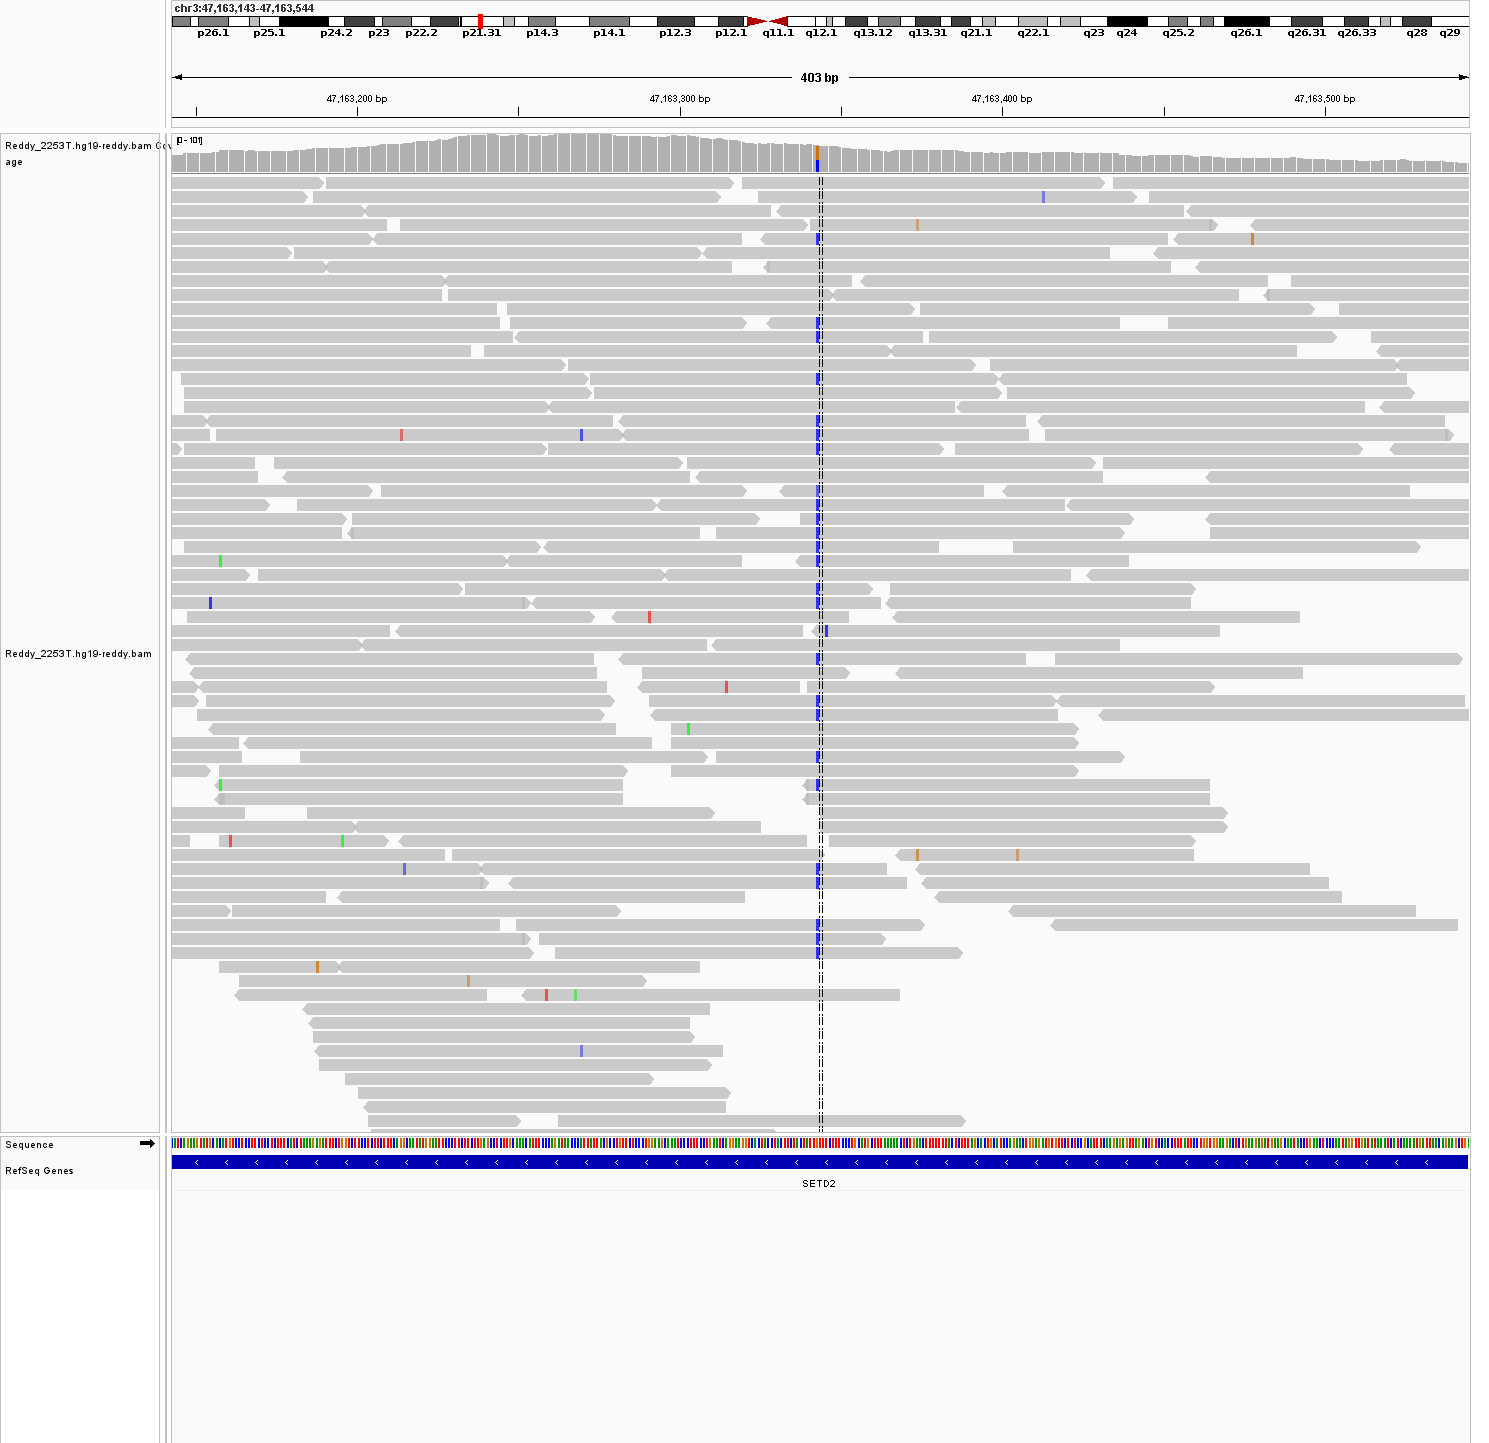 chr3:47,163,143-47,163,544
p26.1 p25.1 p24.2 p23 p22.2 p21.31 p14.3 p14.1 p12.3 p12.1 q11.1 q12.1 q13.12 q13.31 q21.1 q22.1 q23 q24 q25.2 q26.1 q26.31 q26.33 q28 q29
403 bp
47,163,200 bp 47,163,300 bp 47,163,400 bp 47,163,500 bp
[0 - 101]
Reddy_2253T.hg19-reddy.bam Cov
age
Reddy_2253T.hg19-reddy.bam
Sequence
RefSeq Genes
SETD2